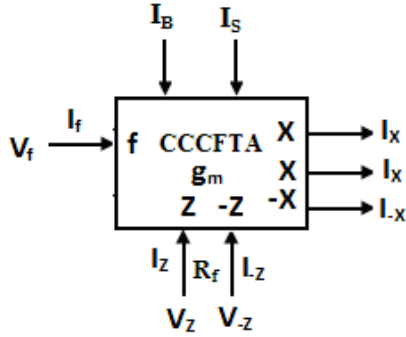 I_B I_S
I_f
V_f f CCCFTA X I_X
g_m X I_X
Z -Z -X I_-X
I_Z R_f I_-Z
V_Z V_-Z